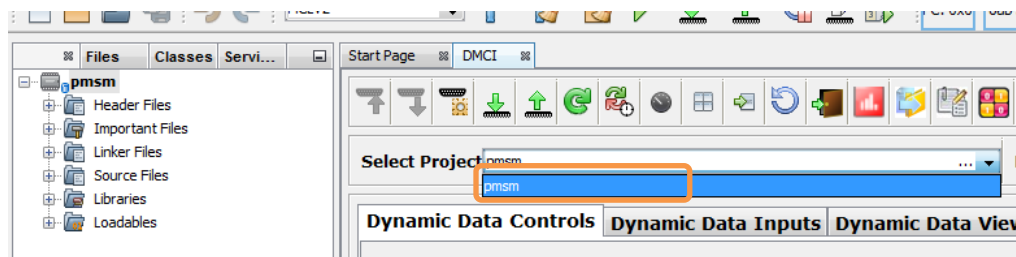 Files Classes Servi...
Start Page DMCI
pmsm
Header Files
Important Files
Linker Files
Source Files
Libraries
Loadables
Select Project pmsm ...
pmsm
Dynamic Data Controls Dynamic Data Inputs Dynamic Data View